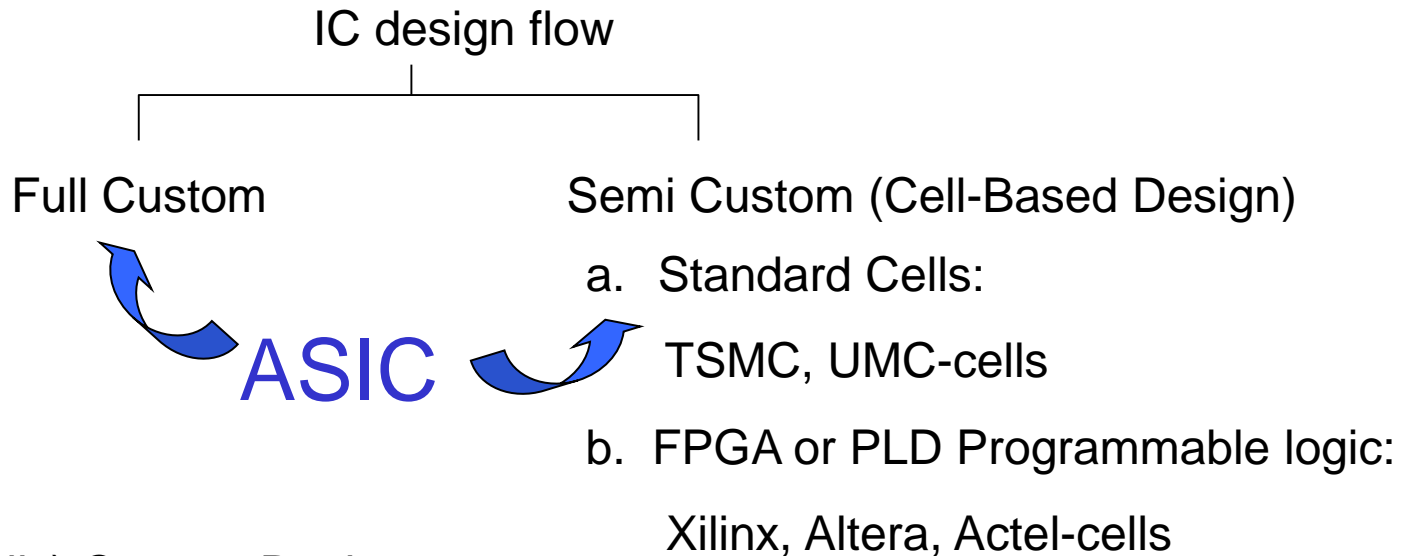 IC design flow
Full Custom
Semi Custom (Cell-Based Design)
a. Standard Cells:
ASIC
TSMC, UMC-cells
b. FPGA or PLD Programmable logic:
Xilinx, Altera, Actel-cells